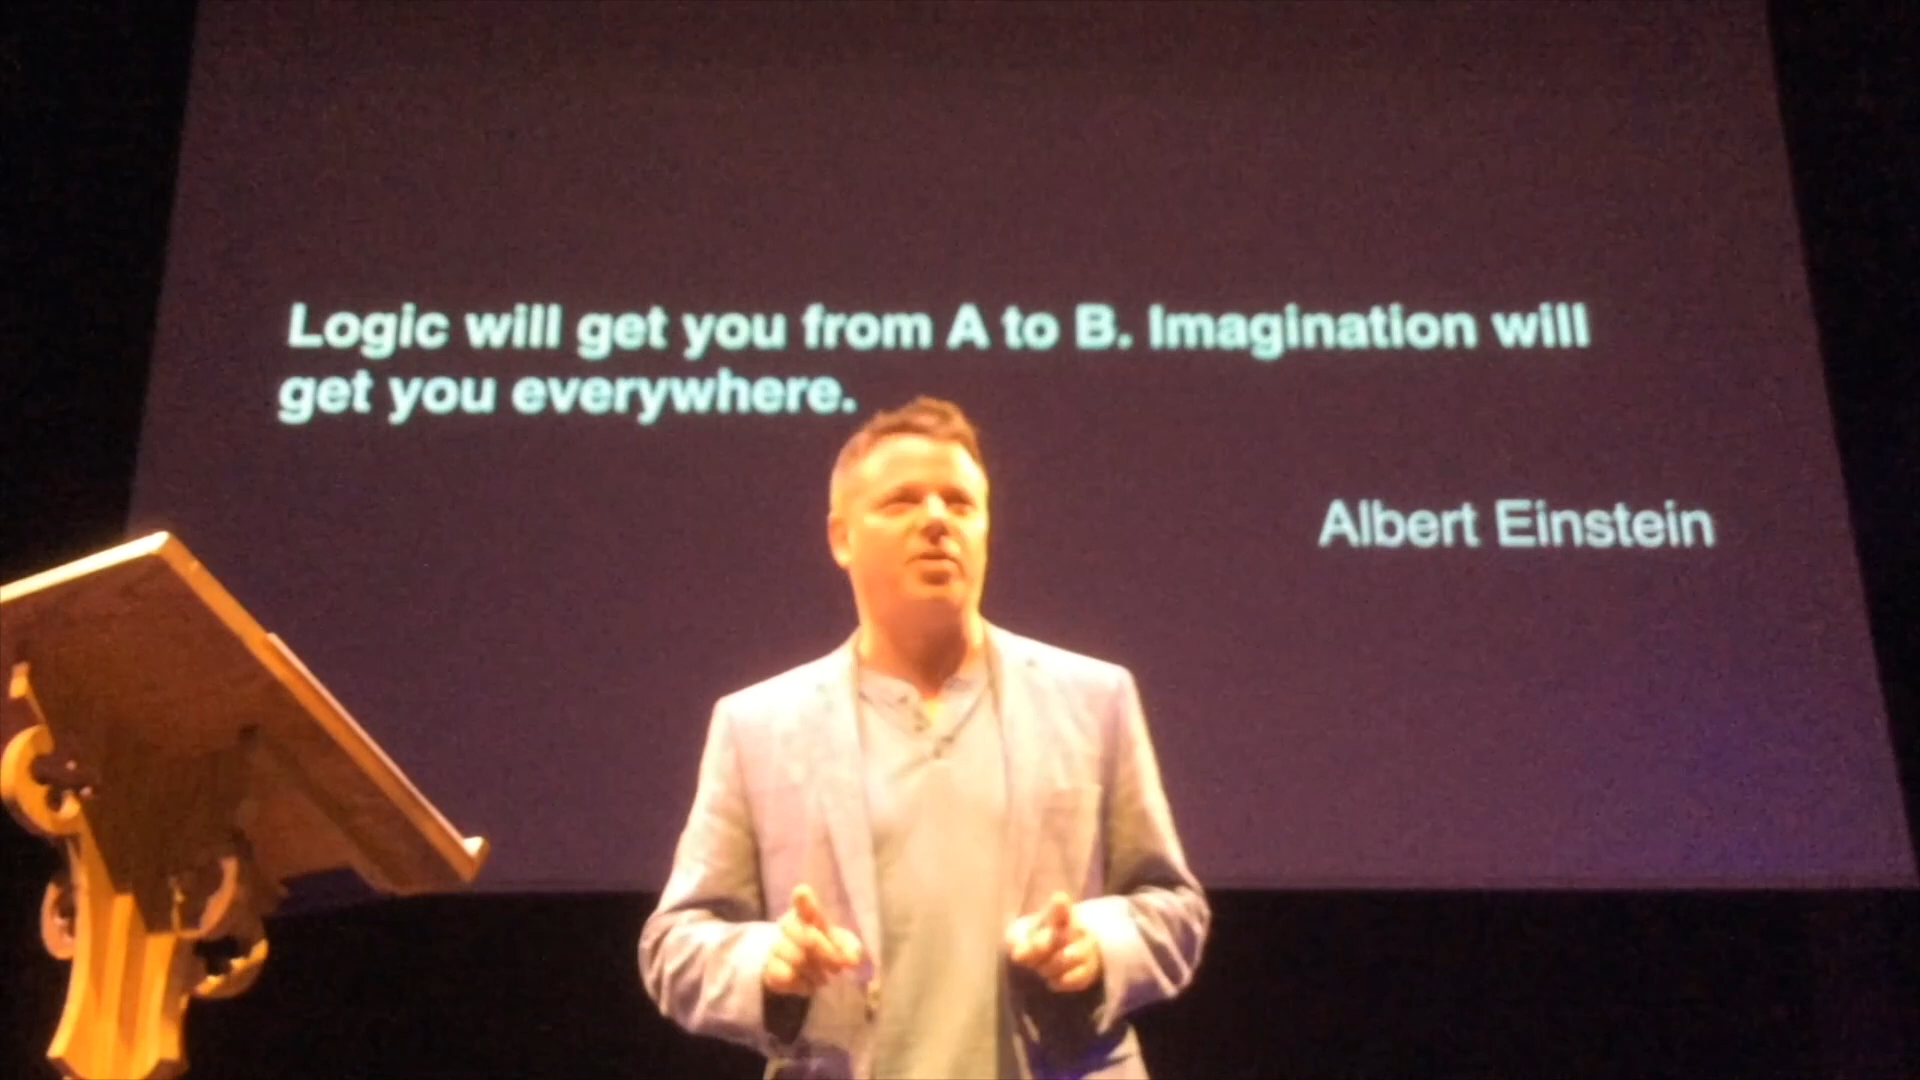 Logic will get you from A to B. Imagination will
get you everywhere.
Albert Einstein